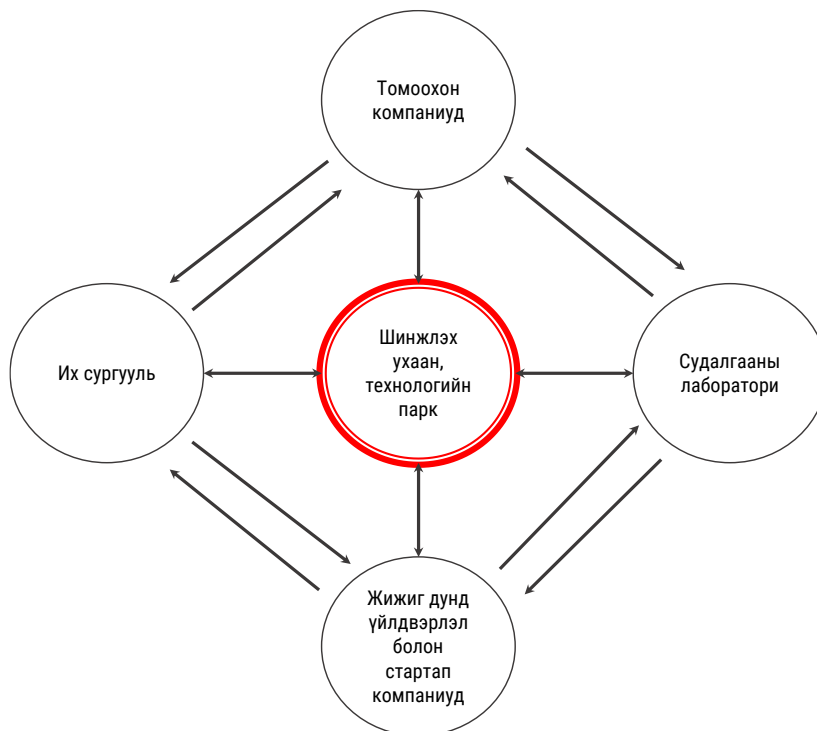 Томоохон
компаниуд
Шинжлэх
ухаан,
технологийн
парк
Их сургууль
Судалгааны
лаборатори
Жижиг дунд
үйлдвэрлэл
болон
стартап
компаниуд